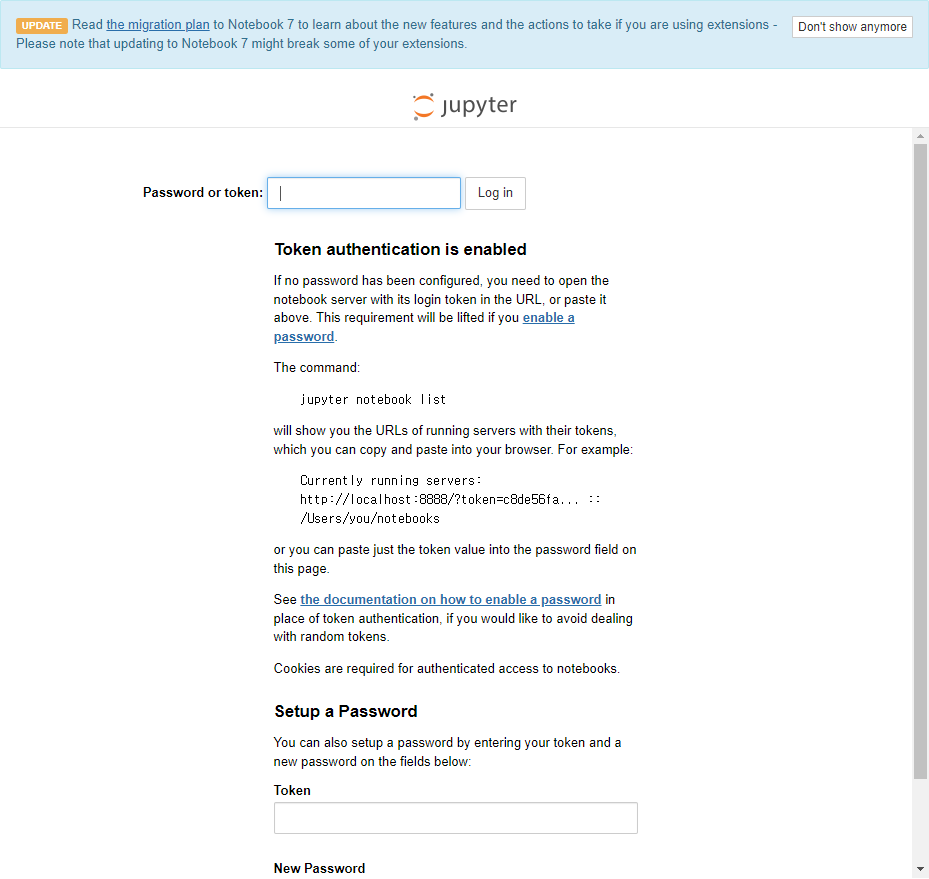 UPDATE Read the migration plan to Notebook 7 to learn about the new features and the actions to take if you are using extensions -
Please note that updating to Notebook 7 might break some of your extensions.
Don't show anymore
jupyter
Password or token:
Log in
Token authentication is enabled
If no password has been configured, you need to open the
notebook server with its login token in the URL, or paste it
above. This requirement will be lifted if you enable a
password.
The command:
jupyter notebook list
will show you the URLs of running servers with their tokens,
which you can copy and paste into your browser. For example:
Currently running servers:
http://localhost:8888/?token=c8de56fa... ::
/Users/you/notebooks
or you can paste just the token value into the password field on
this page.
See the documentation on how to enable a password in
place of token authentication, if you would like to avoid dealing
with random tokens.
Cookies are required for authenticated access to notebooks.
Setup a Password
You can also setup a password by entering your token and a
new password on the fields below:
Token
New Password